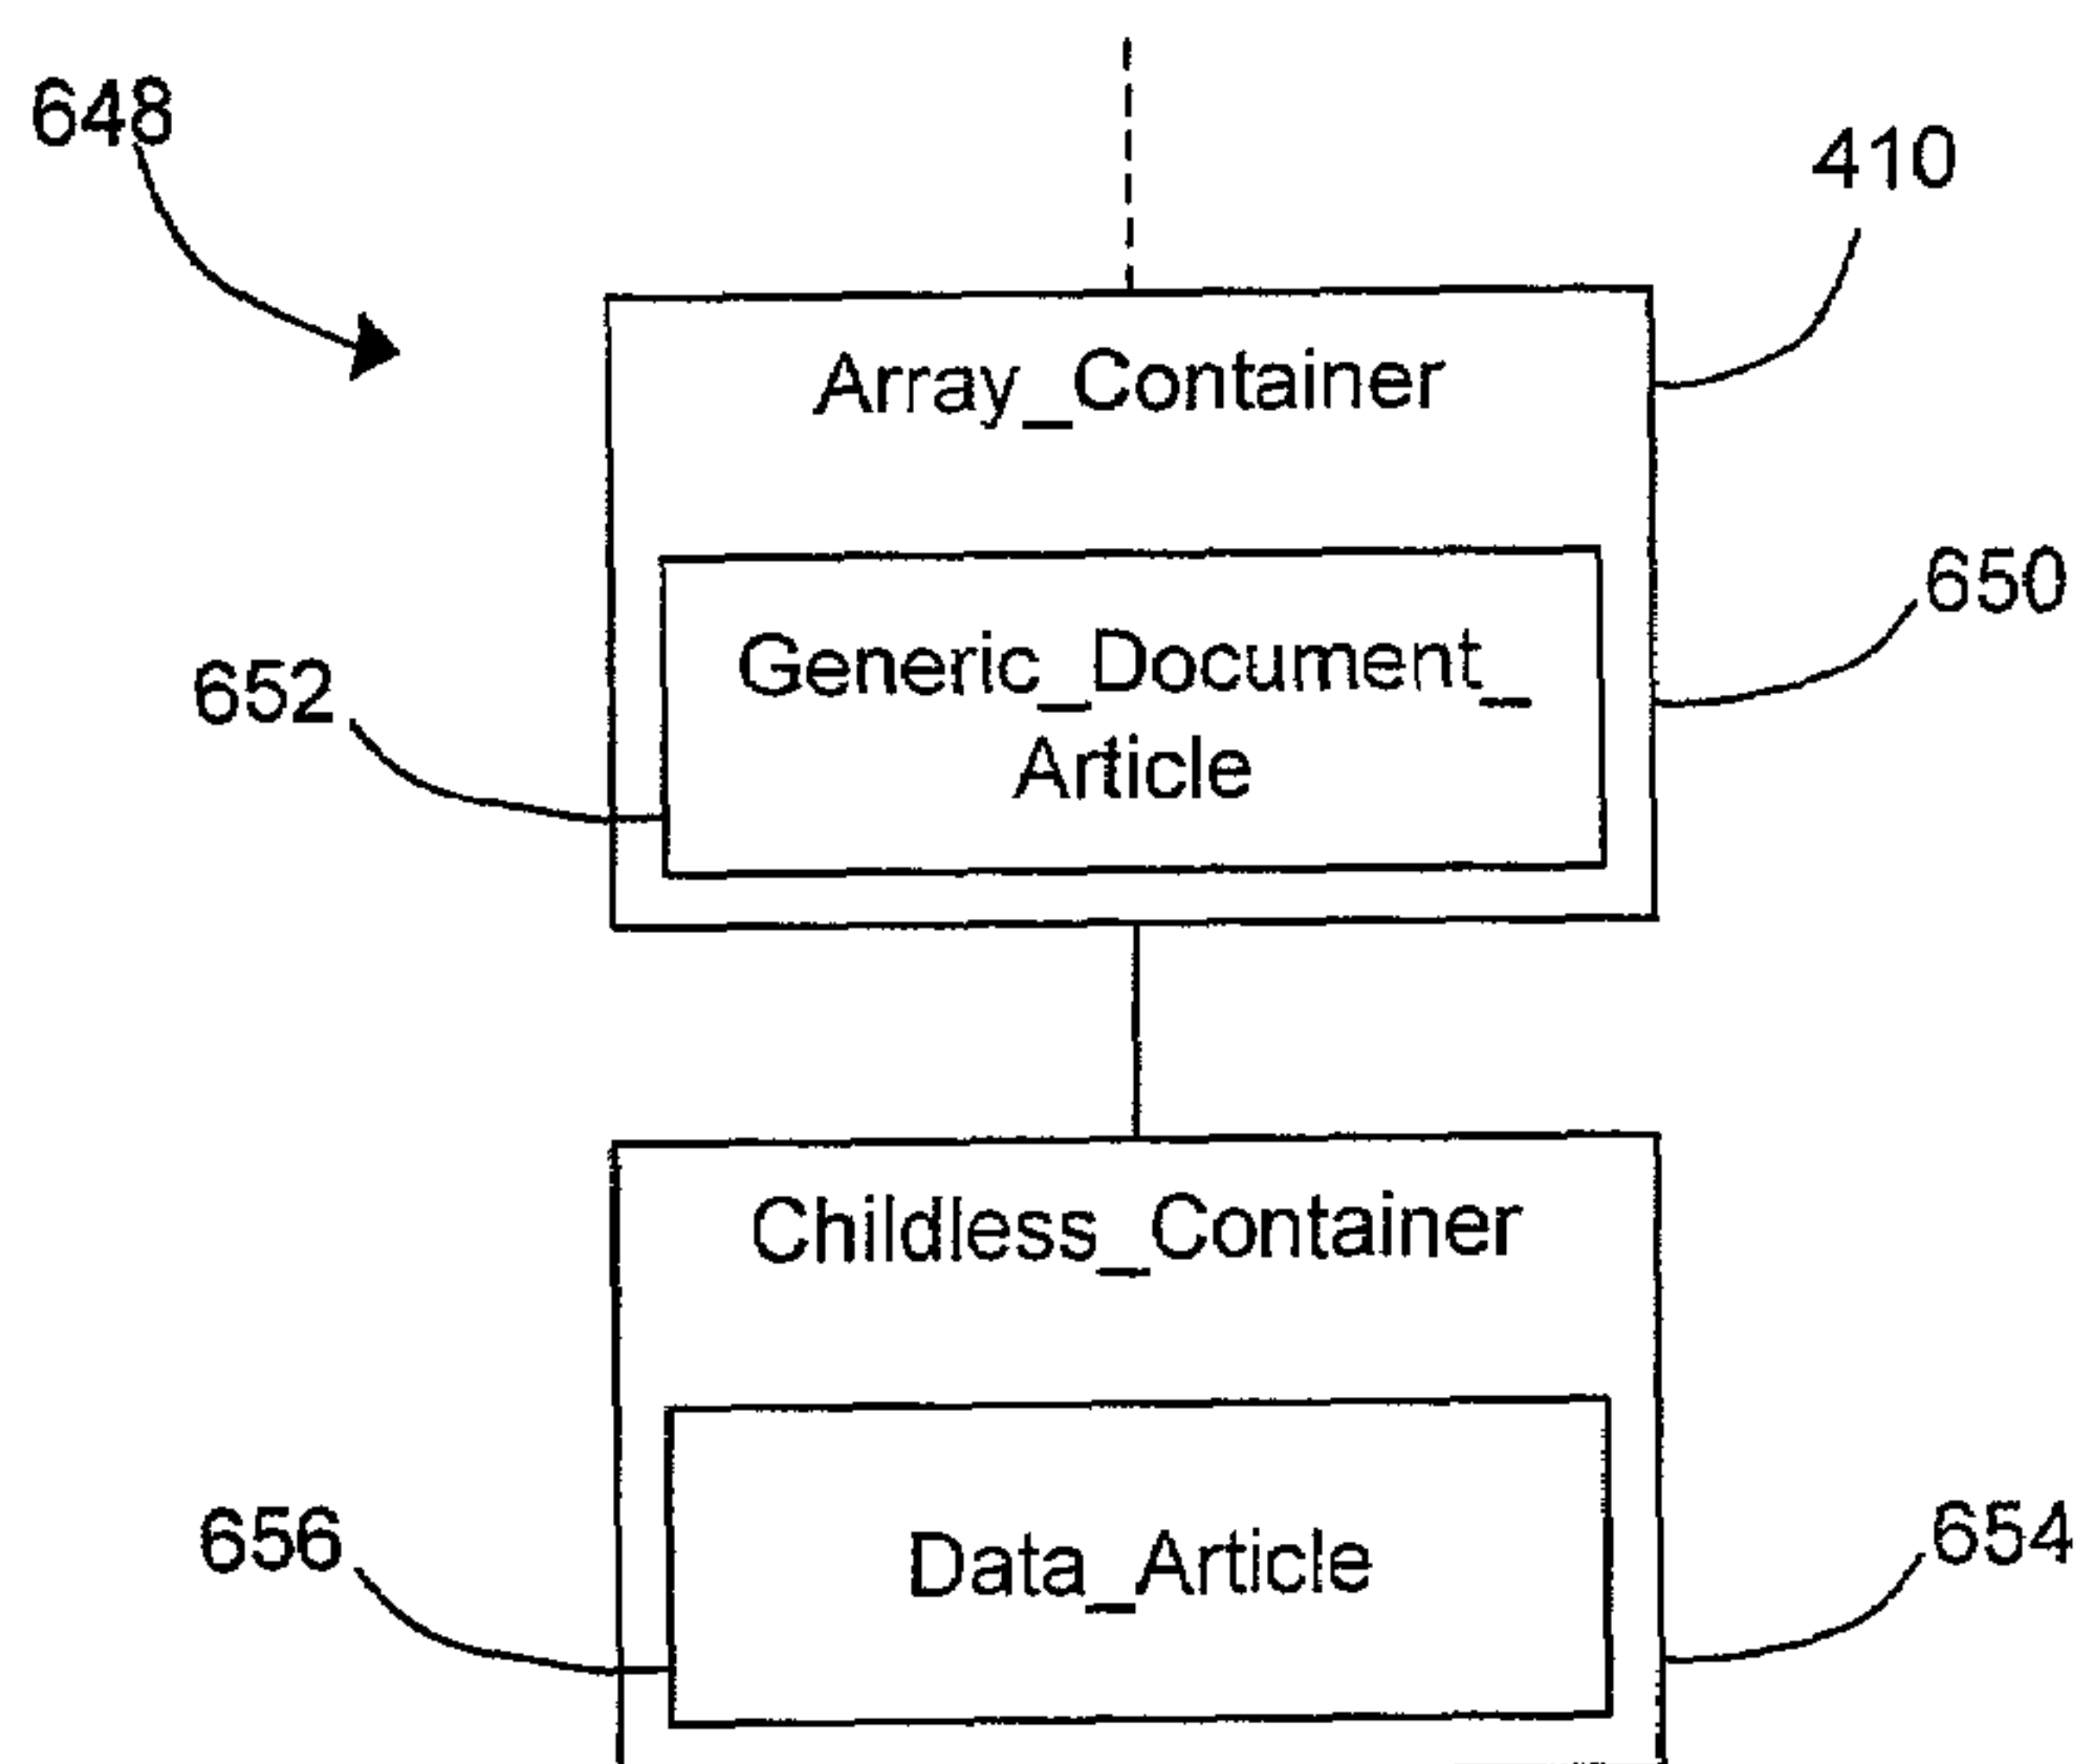 648
410
Array_Container
650
Generic_Document_
652
Article
Childless_Container
654
656
Data_Article